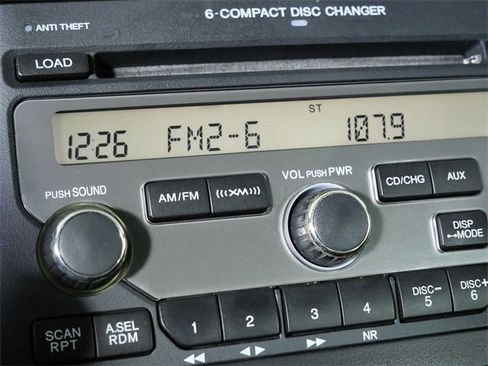 6-COMPACT DISC CHANGER
ANTI THEFT
LOAD
ST
12:26 FM2-6 107.9
PUSH SOUND
VOL PUSH PWR
AM/FM
(((XM)))
CD/CHG
AUX
DISP
MODE
SCAN
RPT
A.SEL
RDM
1
2
3
4
NR
DISC-
5
DISC+
6